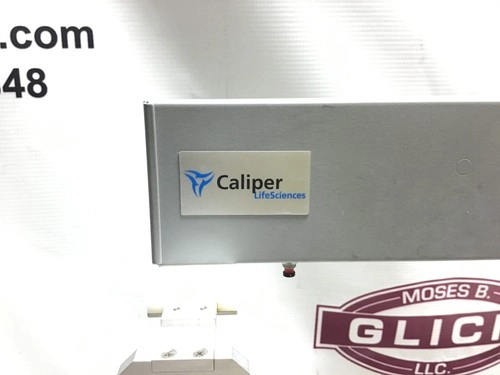 .com
48
Caliper
LifeSciences
MOSES B.
GLIC
LLC.